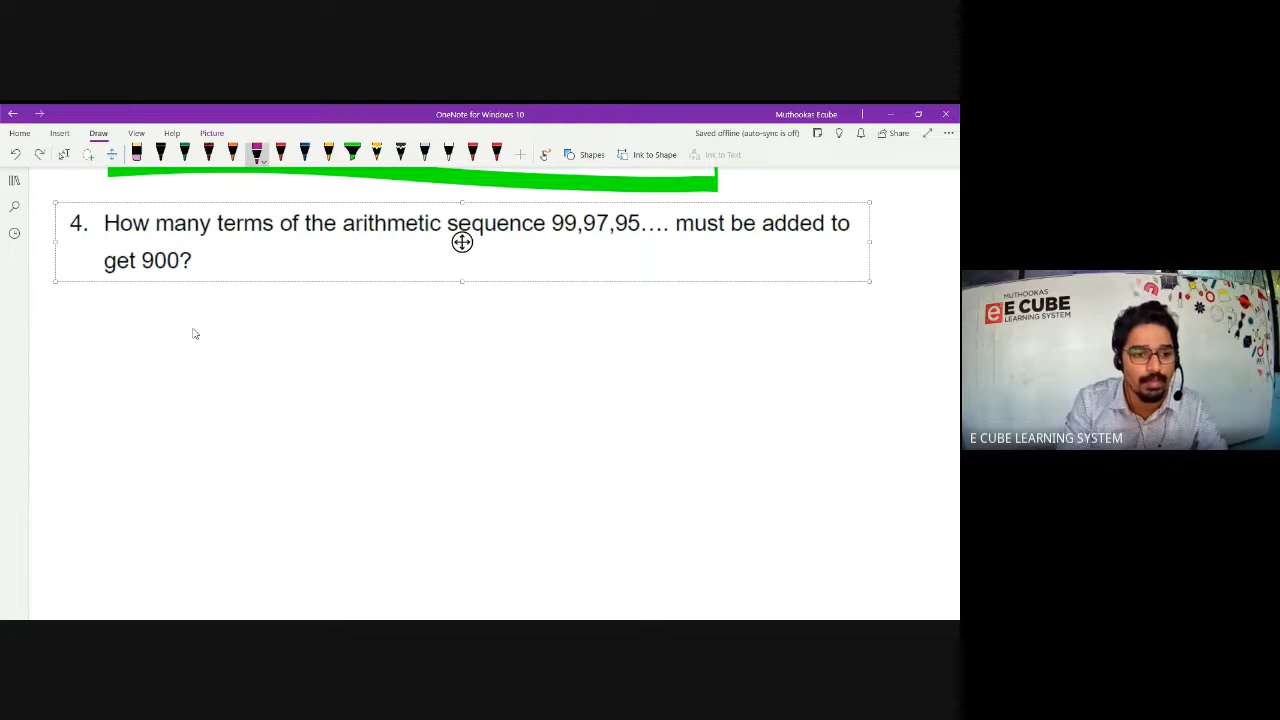 OneNote for Windows 10
Muthookas Ecube
Home Insert Draw View Help Picture
Saved offline (auto-sync is off)
Share
Shapes
Ink to Shape
Ink to Text
4. How many terms of the arithmetic sequence 99,97,95…. must be added to
get 900?
MUTHOOKAS
e E CUBE
LEARNING SYSTEM
E CUBE LEARNING SYSTEM